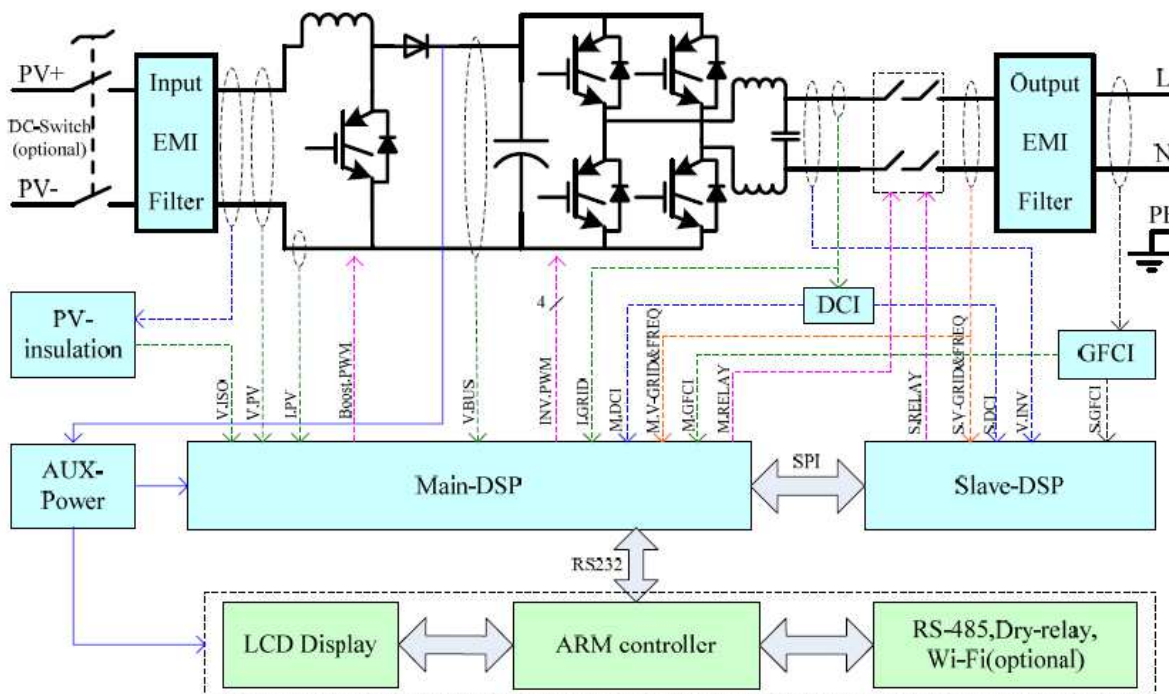 PV+
DC-Switch
(optional)
PV-
Input
EMI
Filter
Output
EMI
Filter
L
N
PE
PV-
insulation
DCI
GFCI
4
V.ISO
V.PV
I.PV
Boost.PWM
V.BUS
INV.PWM
I.GRID
M.DCI
M.V-GRID&FREQ
M.GFCI
M.RELAY
S.RELAY
S.V-GRID&FREQ
S.DCI
V.INV
S.GFCI
AUX-
Power
Main-DSP
SPI
Slave-DSP
RS232
LCD Display
ARM controller
RS-485,Dry-relay,
Wi-Fi(optional)